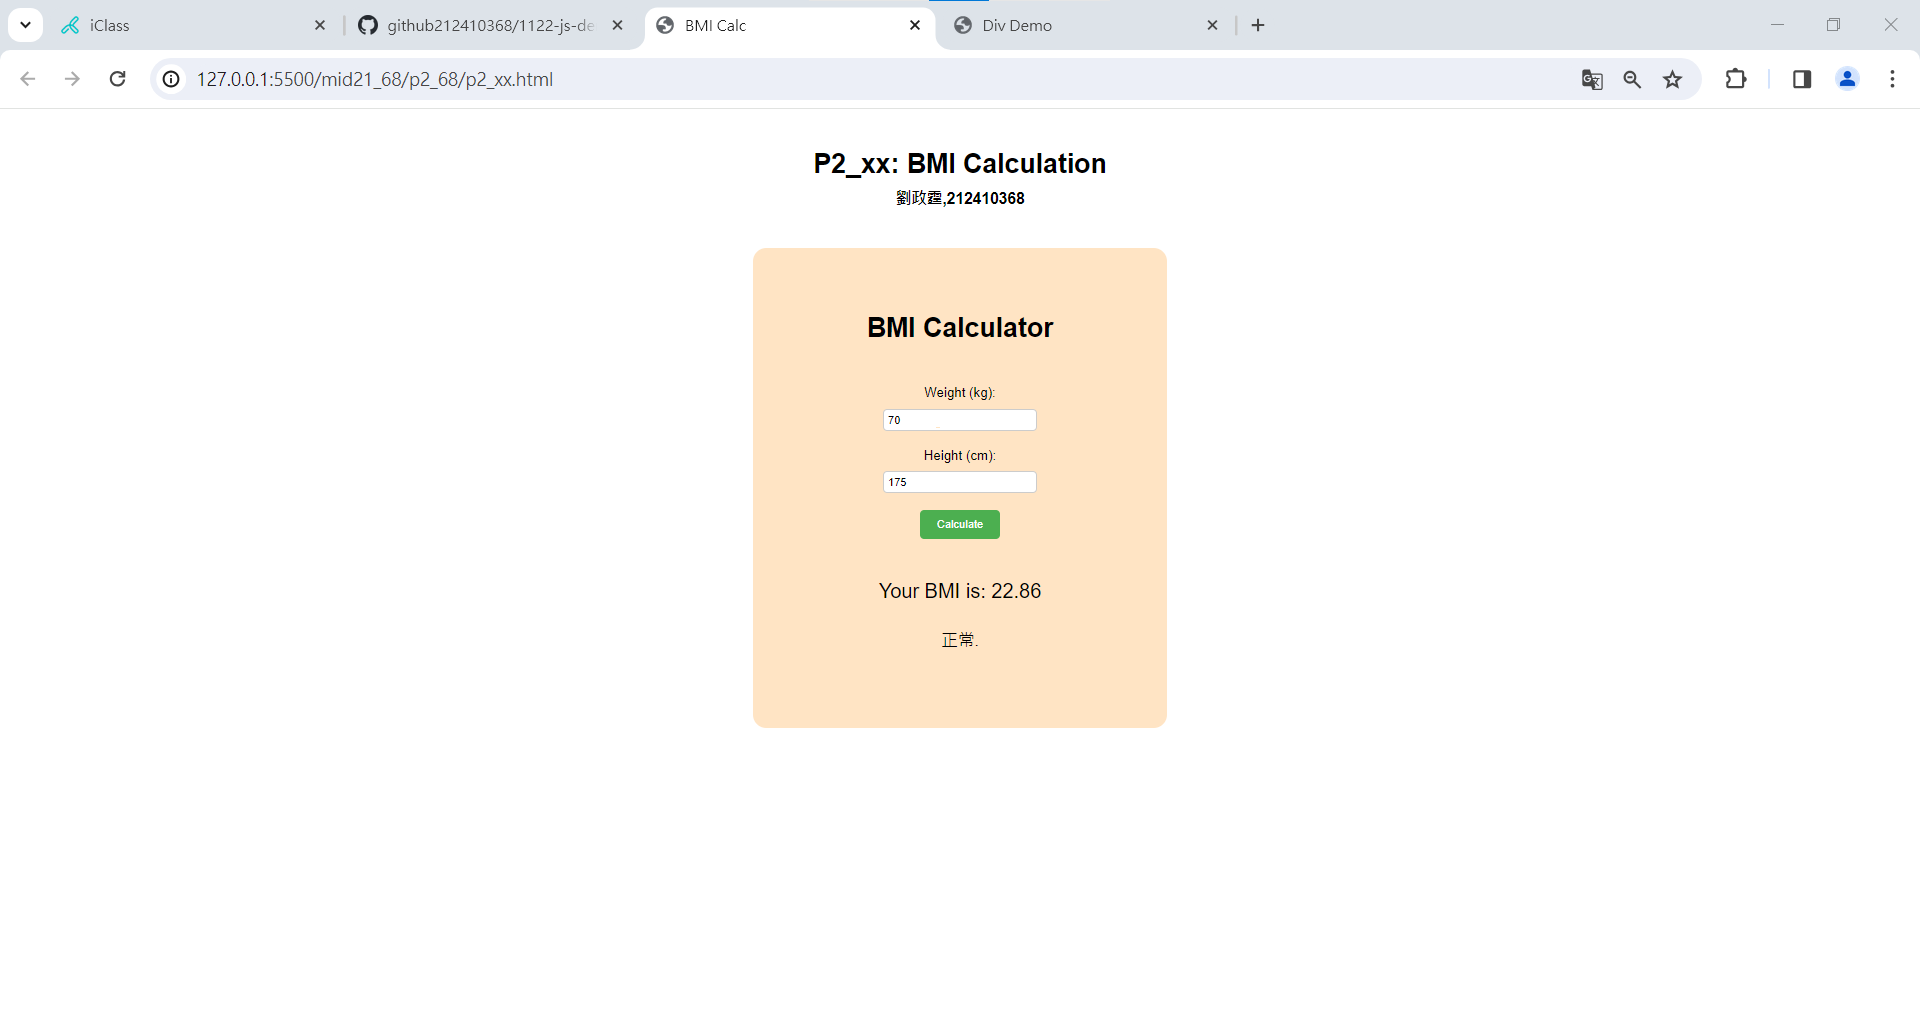 iClass
github212410368/1122-js-de
BMI Calc
Div Demo
127.0.0.1:5500/mid21_68/p2_68/p2_xx.html
P2_xx: BMI Calculation
劉政霆,212410368
BMI Calculator
Weight (kg):
70
Height (cm):
175
Calculate
Your BMI is: 22.86
正常.